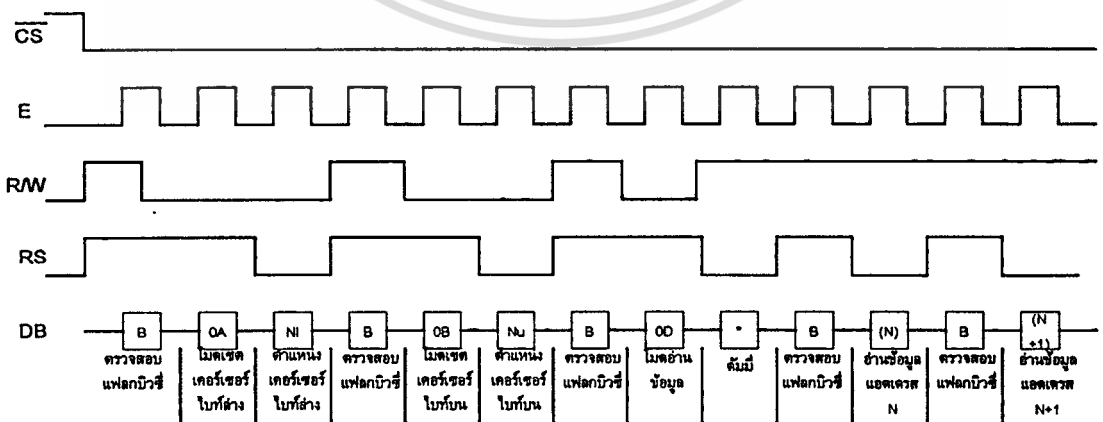 CS
E
R/W
RS
DB
B 0A Nl B 0B Nu B 0D * B (N) B (N+1)
ตรวจสอบ โมดเซต ตำแหน่ง ตรวจสอบ โมดเซต ตำแหน่ง ตรวจสอบ โมดอ่าน ดัมมี่ ตรวจสอบ อ่านข้อมูล ตรวจสอบ อ่านข้อมูล
แฟลกบิวซี่ เคอร์เซอร์ เคอร์เซอร์ แฟลกบิวซี่ เคอร์เซอร์ เคอร์เซอร์ แฟลกบิวซี่ ข้อมูล แฟลกบิวซี่ แอดเดรส แฟลกบิวซี่ แอดเดรส
ไบท์ล่าง ไบท์ล่าง ไบท์บน ไบท์บน N N+1